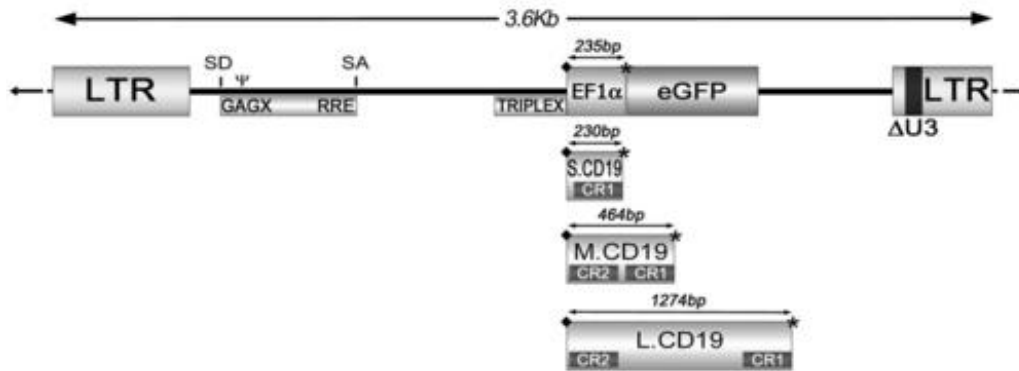 3.6Kb
235bp
SD Ψ SA
LTR EF1α eGFP LTR
GAGX RRE TRIPLEX
ΔU3
230bp
S.CD19
CR1
464bp
M.CD19
CR2 CR1
1274bp
L.CD19
CR2 CR1